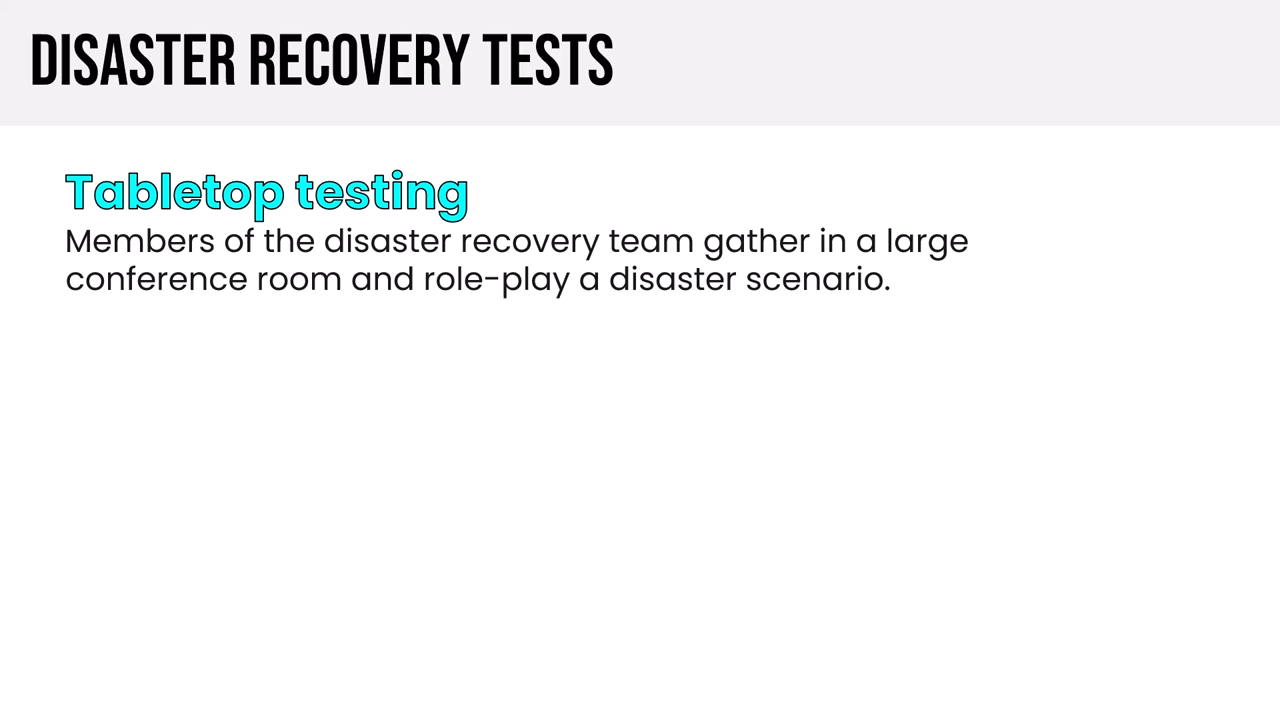 DISASTER RECOVERY TESTS
Tabletop testing
Members of the disaster recovery team gather in a large
conference room and role-play a disaster scenario.